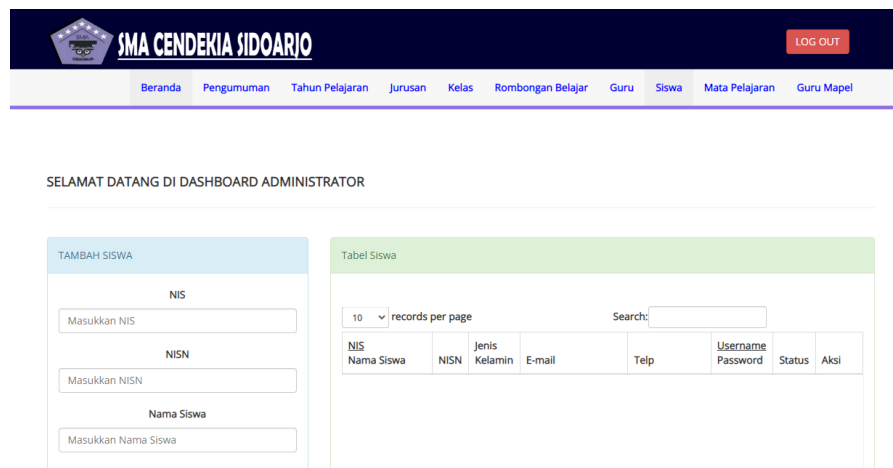 SMA
SMA CENDEKIA SIDOARJO
LOG OUT
Beranda Pengumuman Tahun Pelajaran Jurusan Kelas Rombongan Belajar Guru Siswa Mata Pelajaran Guru Mapel
SELAMAT DATANG DI DASHBOARD ADMINISTRATOR
TAMBAH SISWA
NIS
Masukkan NIS
NISN
Masukkan NISN
Nama Siswa
Masukkan Nama Siswa
Tabel Siswa
10 records per page Search:
NIS Jenis Username
Nama Siswa NISN Kelamin E-mail Telp Password Status Aksi